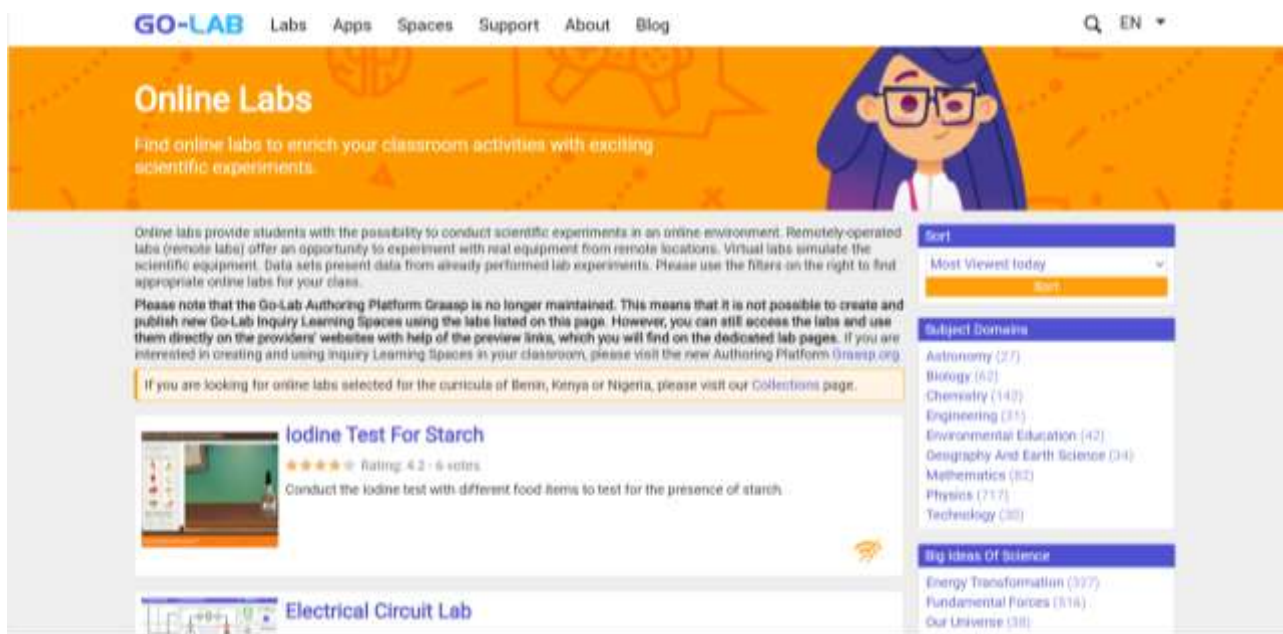 GO-LAB Labs Apps Spaces Support About Blog EN
Online Labs
Find online labs to enrich your classroom activities with exciting
scientific experiments.
Online labs provide students with the possibility to conduct scientific experiments in an online environment. Remotely-operated
labs (remote labs) offer an opportunity to experiment with real equipment from remote locations. Virtual labs simulate the
scientific equipment. Data sets present data from already performed lab experiments. Please use the filters on the right to find
appropriate online labs for your class.
Please note that the Go-Lab Authoring Platform Graasp is no longer maintained. This means that it is not possible to create and
publish new Go-Lab Inquiry Learning Spaces using the labs listed on this page. However, you can still access the labs and use
them directly on the providers' websites with help of the preview links, which you will find on the dedicated lab pages. If you are
interested in creating and using Inquiry Learning Spaces in your classroom, please visit the new Authoring Platform Graasp.org
If you are looking for online labs selected for the curricula of Benin, Kenya or Nigeria, please visit our Collections page.
Iodine Test For Starch
Rating: 4.2 - 6 votes
Conduct the iodine test with different food items to test for the presence of starch.
Electrical Circuit Lab
Sort
Most Viewed today
Sort
Subject Domains
Astronomy (27)
Biology (62)
Chemistry (142)
Engineering (31)
Environmental Education (42)
Geography And Earth Science (34)
Mathematics (82)
Physics (717)
Technology (30)
Big Ideas Of Science
Energy Transformation (327)
Fundamental Forces (516)
Our Universe (38)